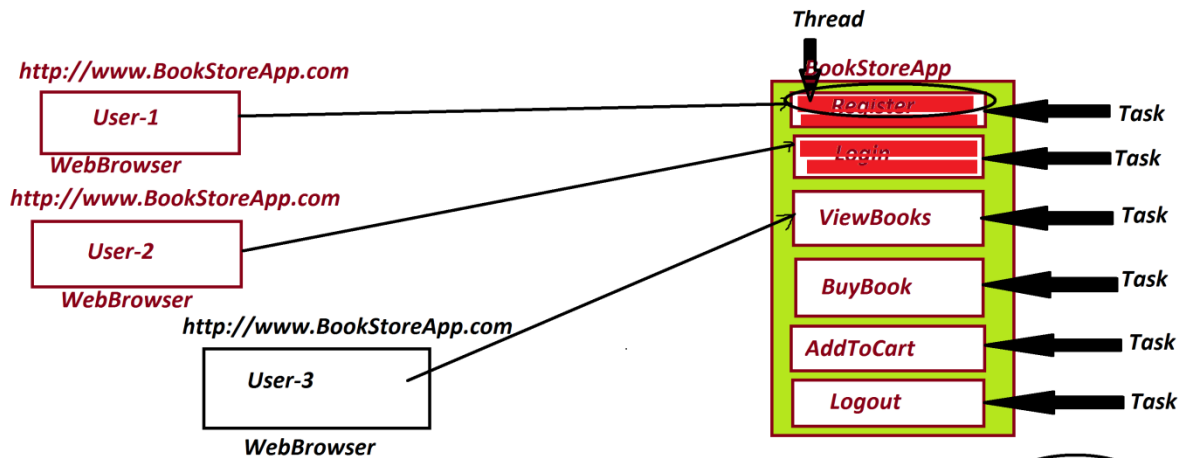 Thread
http://www.BookStoreApp.com
User-1
WebBrowser
http://www.BookStoreApp.com
User-2
WebBrowser
http://www.BookStoreApp.com
User-3
WebBrowser
BookStoreApp
Register
Task
Login
Task
ViewBooks
Task
BuyBook
Task
AddToCart
Task
Logout
Task